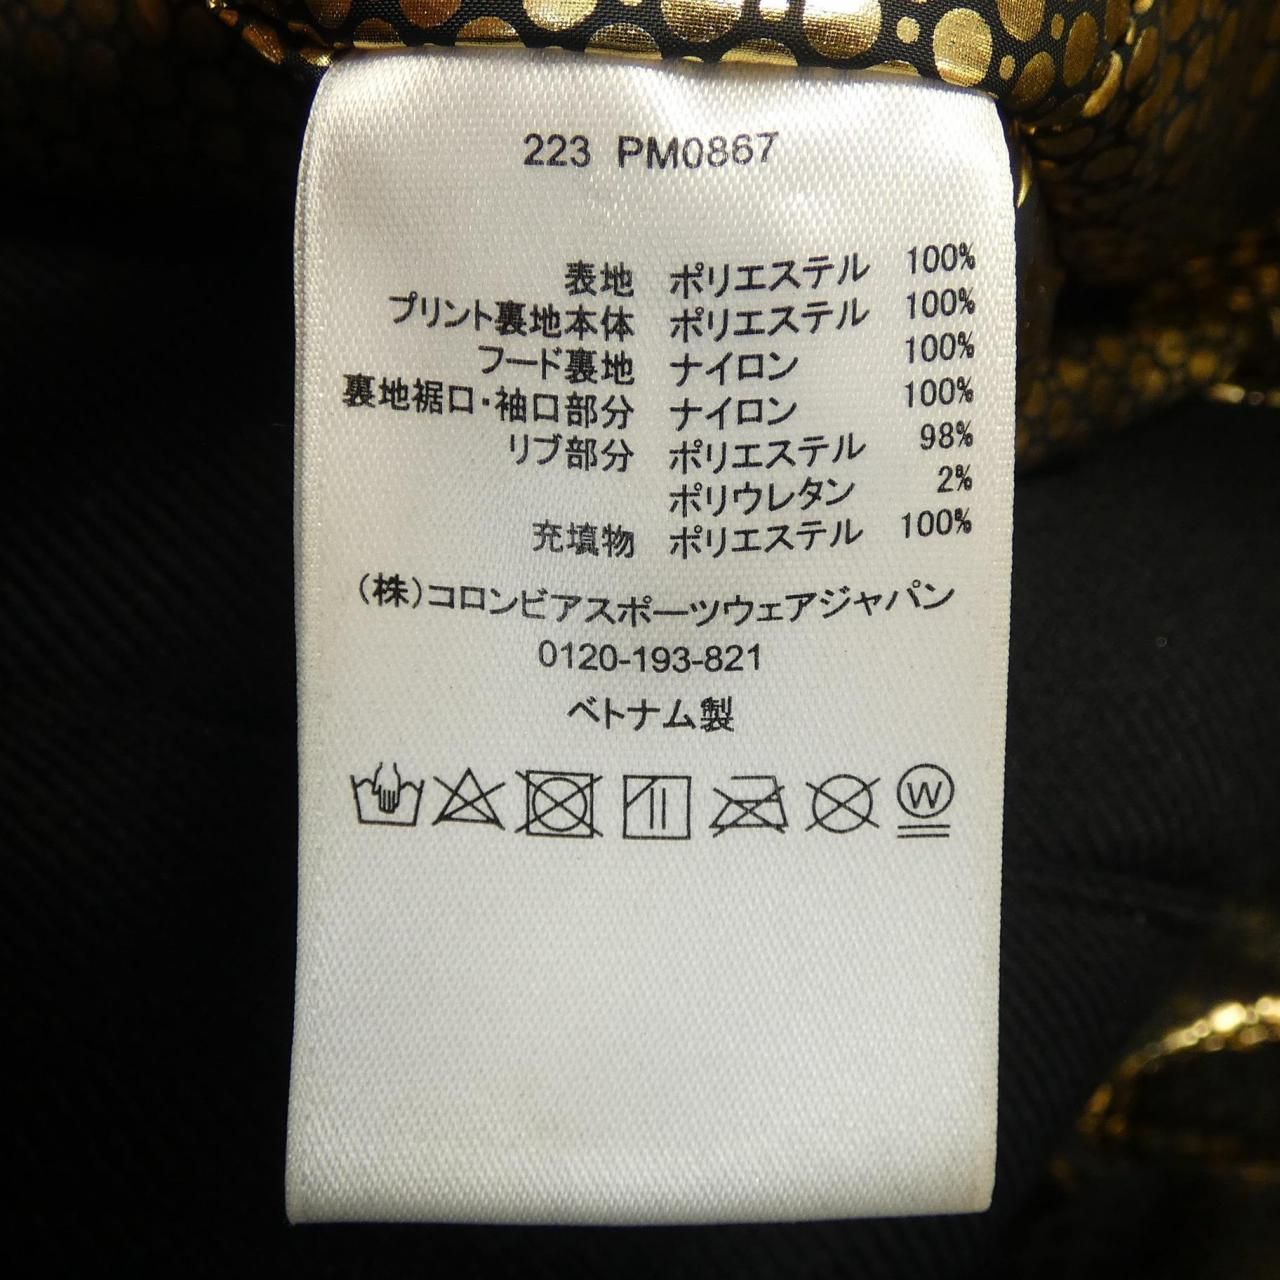 223 PM0867
表地 ポリエステル 100%
プリント裏地本体 ポリエステル 100%
フード裏地 ナイロン 100%
裏地裾口・袖口部分 ナイロン 100%
リブ部分 ポリエステル 98%
ポリウレタン 2%
充填物 ポリエステル 100%
(株)コロンビアスポーツウェアジャパン
0120-193-821
ベトナム製
W